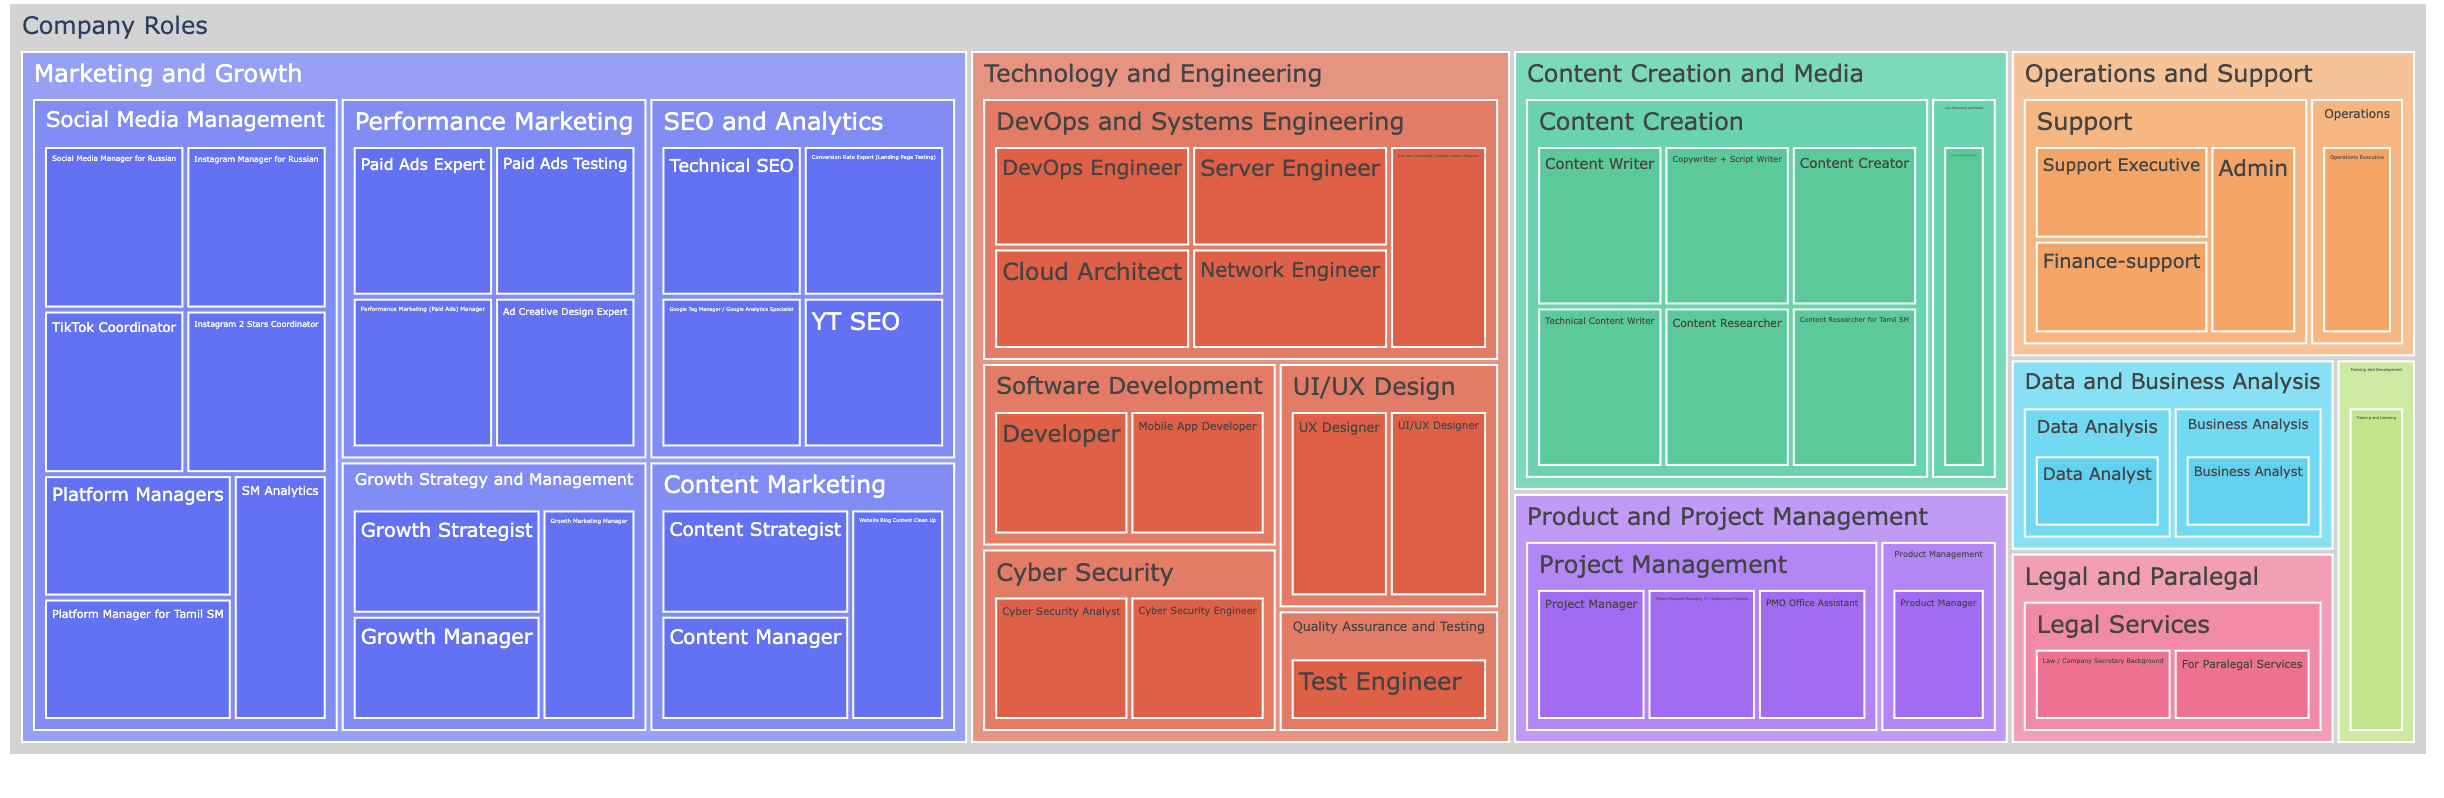 Company Roles
Marketing and Growth
Social Media Management
Social Media Manager for Russian
Instagram Manager for Russian
TikTok Coordinator
Instagram 2 Stars Coordinator
Platform Managers
SM Analytics
Platform Manager for Tamil SM
Performance Marketing
Paid Ads Expert
Paid Ads Testing
Performance Marketing (Paid Ads) Manager
Ad Creative Design Expert
Growth Strategy and Management
Growth Strategist
Growth Marketing Manager
Growth Manager
SEO and Analytics
Technical SEO
Conversion Rate Expert (Landing Page Testing)
Google Tag Manager / Google Analytics Specialist
YT SEO
Content Marketing
Content Strategist
Website Blog Content Clean Up
Content Manager
Technology and Engineering
DevOps and Systems Engineering
DevOps Engineer
Server Engineer
Cloud Architect
Network Engineer
Software Development
Developer
Mobile App Developer
UI/UX Design
UX Designer
UI/UX Designer
Cyber Security
Cyber Security Analyst
Cyber Security Engineer
Quality Assurance and Testing
Test Engineer
Content Creation and Media
Content Creation
Content Writer
Copywriter + Script Writer
Content Creator
Technical Content Writer
Content Researcher
Content Researcher for Tamil SM
Product and Project Management
Project Management
Project Manager
PMO Office Assistant
Product Management
Product Manager
Operations and Support
Support
Support Executive
Admin
Finance-support
Operations
Operations Executive
Data and Business Analysis
Data Analysis
Data Analyst
Business Analysis
Business Analyst
Legal and Paralegal
Legal Services
Law / Company Secretary Background
For Paralegal Services
Training and Development
Training and Learning